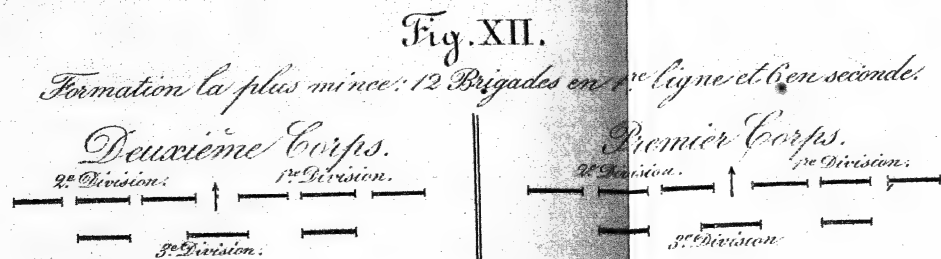 Fig. XII.
Formation la plus mince: 12 Brigades en 1re ligne et 6 en seconde.
Deuxième Corps.
2e Division. 1re Division.
3e Division.
Premier Corps.
2e Division. 1re Division.
3e Division